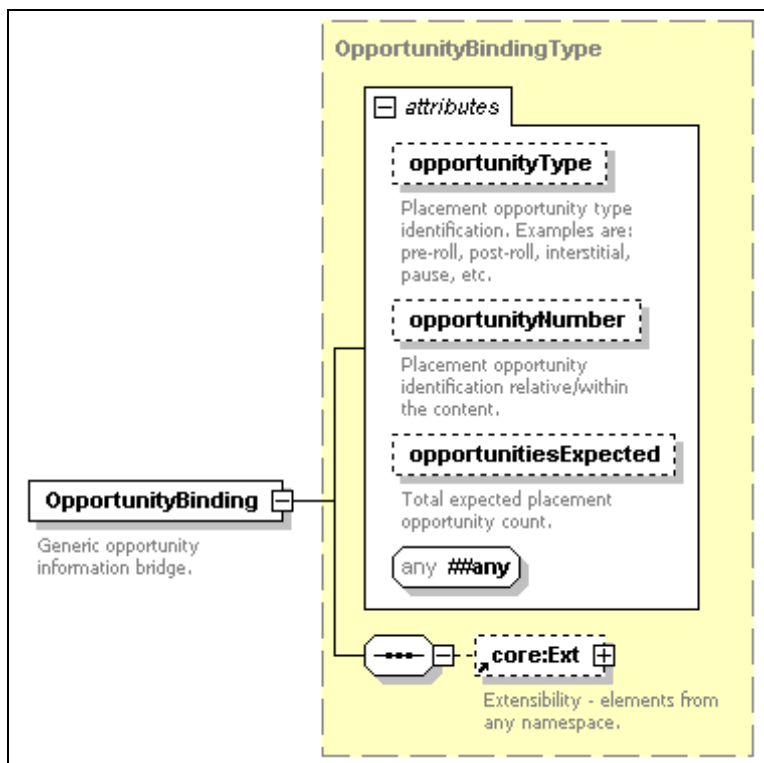 OpportunityBindingType
attributes
opportunityType
Placement opportunity type
identification. Examples are:
pre-roll, post-roll, interstitial,
pause, etc.
opportunityNumber
Placement opportunity
identification relative/within
the content.
opportunitiesExpected
Total expected placement
opportunity count.
any ##any
OpportunityBinding
Generic opportunity
information bridge.
core:Ext
Extensibility - elements from
any namespace.